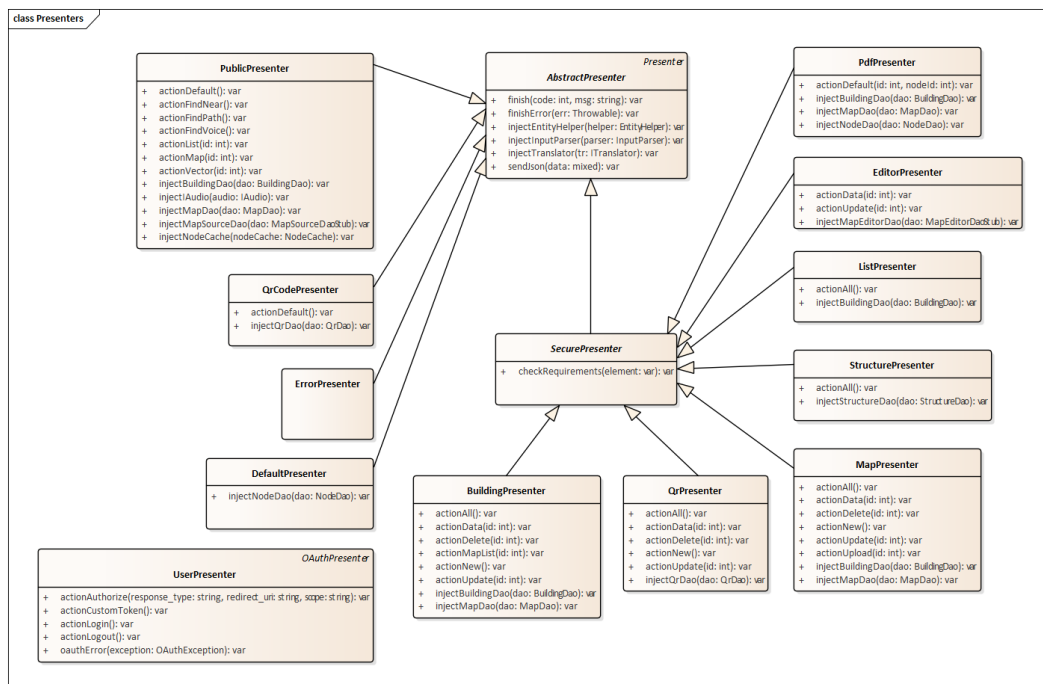 class Presenters
PublicPresenter
+ actionDefault(): var
+ actionFindNear(): var
+ actionFindPath(): var
+ actionFindVoice(): var
+ actionList(id: int): var
+ actionMap(id: int): var
+ actionVector(id: int): var
+ injectBuildingDao(dao: BuildingDao): var
+ injectIAudio(audio: IAudio): var
+ injectMapDao(dao: MapDao): var
+ injectMapSourceDao(dao: MapSourceDaoStub): var
+ injectNodeCache(nodeCache: NodeCache): var
Presenter
AbstractPresenter
+ finish(code: int, msg: string): var
+ finishError(err: Throwable): var
+ injectEntityHelper(helper: EntityHelper): var
+ injectInputParser(parser: InputParser): var
+ injectTranslator(tr: ITranslator): var
+ sendJson(data: mixed): var
PdfPresenter
+ actionDefault(id: int, nodeId: int): var
+ injectBuildingDao(dao: BuildingDao): var
+ injectMapDao(dao: MapDao): var
+ injectNodeDao(dao: NodeDao): var
EditorPresenter
+ actionData(id: int): var
+ actionUpdate(id: int): var
+ injectMapEditorDao(dao: MapEditorDaoStub): var
ListPresenter
+ actionAll(): var
+ injectBuildingDao(dao: BuildingDao): var
QrCodePresenter
+ actionDefault(): var
+ injectQrDao(dao: QrDao): var
SecurePresenter
+ checkRequirements(element: var): var
StructurePresenter
+ actionAll(): var
+ injectStructureDao(dao: StructureDao): var
ErrorPresenter
DefaultPresenter
+ injectNodeDao(dao: NodeDao): var
BuildingPresenter
+ actionAll(): var
+ actionData(id: int): var
+ actionDelete(id: int): var
+ actionMapList(id: int): var
+ actionNew(): var
+ actionUpdate(id: int): var
+ injectBuildingDao(dao: BuildingDao): var
+ injectMapDao(dao: MapDao): var
QrPresenter
+ actionAll(): var
+ actionData(id: int): var
+ actionDelete(id: int): var
+ actionNew(): var
+ actionUpdate(id: int): var
+ injectQrDao(dao: QrDao): var
MapPresenter
+ actionAll(): var
+ actionData(id: int): var
+ actionDelete(id: int): var
+ actionNew(): var
+ actionUpdate(id: int): var
+ actionUpload(id: int): var
+ injectBuildingDao(dao: BuildingDao): var
+ injectMapDao(dao: MapDao): var
OAuthPresenter
UserPresenter
+ actionAuthorize(response_type: string, redirect_uri: string, scope: string): var
+ actionCustomToken(): var
+ actionLogin(): var
+ actionLogout(): var
+ oauthError(exception: OAuthException): var